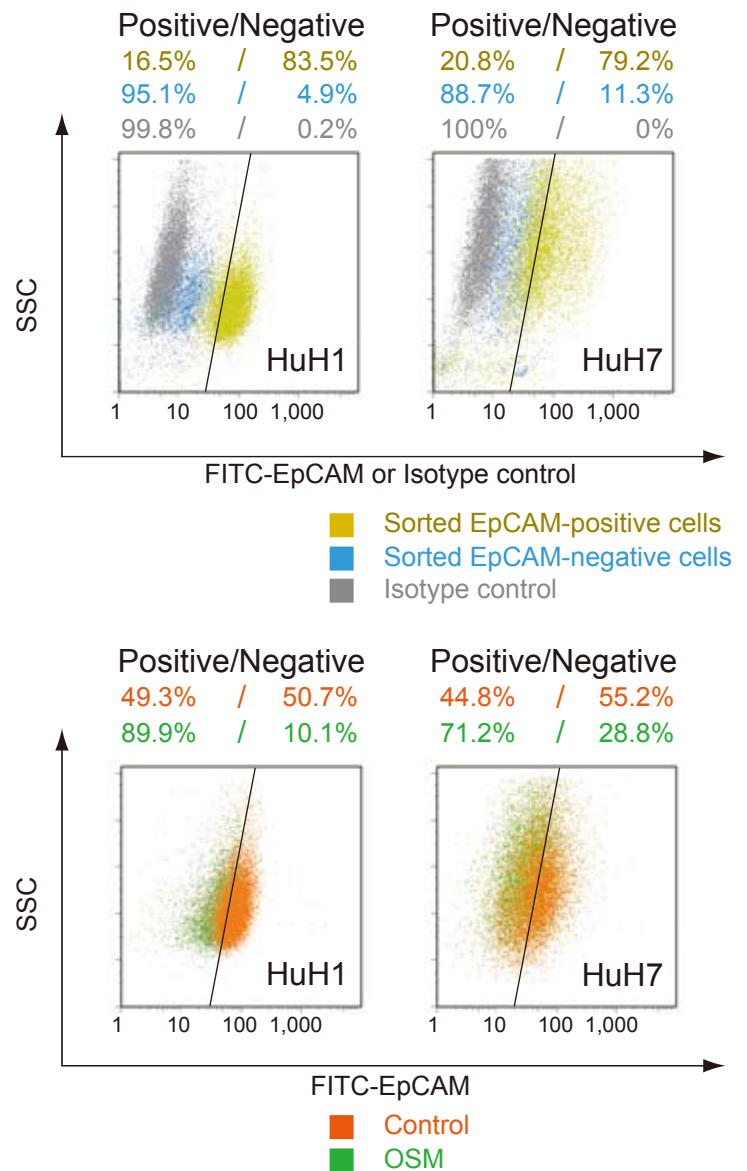 Positive/Negative Positive/Negative
16.5% / 83.5% 20.8% / 79.2%
95.1% / 4.9% 88.7% / 11.3%
99.8% / 0.2% 100% / 0%
SSC
HuH1 HuH7
1 10 100 1,000 1 10 100 1,000
FITC-EpCAM or Isotype control
Sorted EpCAM-positive cells
Sorted EpCAM-negative cells
Isotype control
Positive/Negative Positive/Negative
49.3% / 50.7% 44.8% / 55.2%
89.9% / 10.1% 71.2% / 28.8%
SSC
HuH1 HuH7
1 10 100 1,000 1 10 100 1,000
FITC-EpCAM
Control
OSM